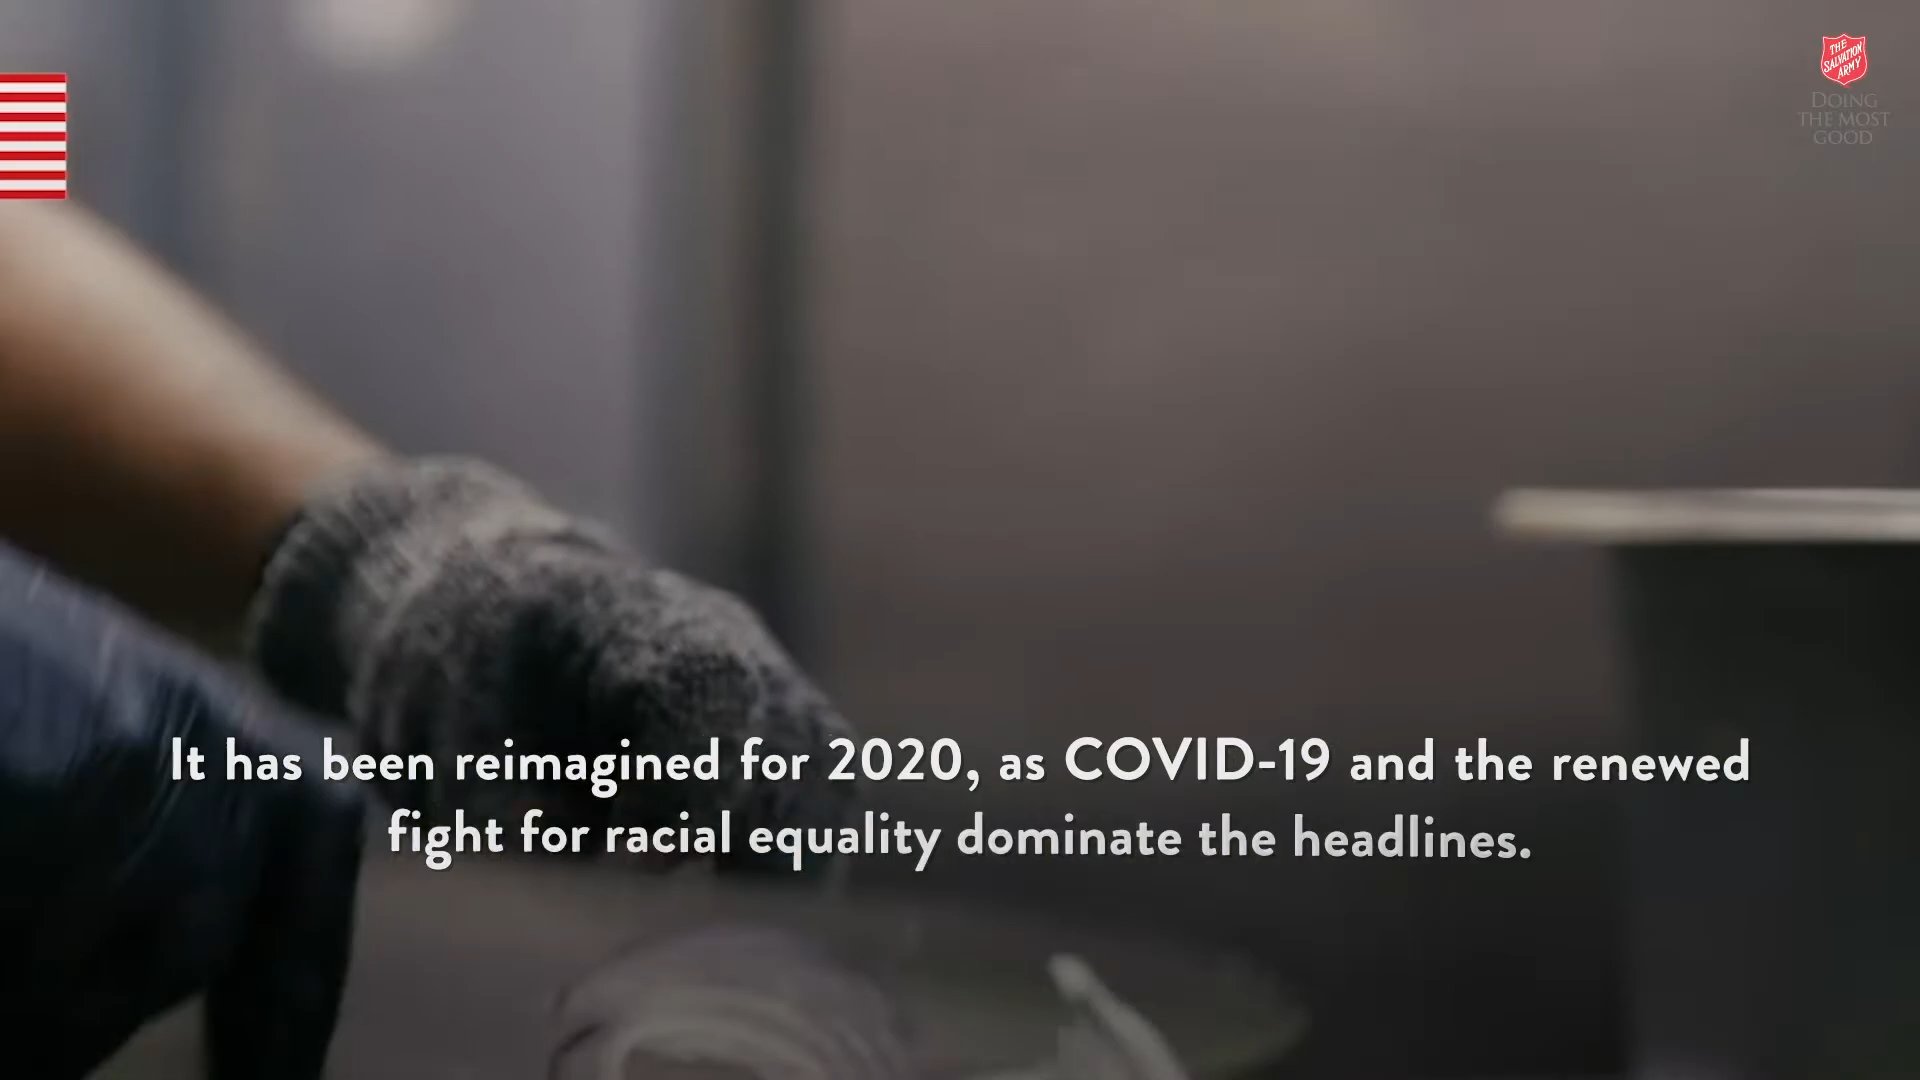 THE
SALVATION
ARMY
DOING
THE MOST
GOOD
It has been reimagined for 2020, as COVID-19 and the renewed
fight for racial equality dominate the headlines.